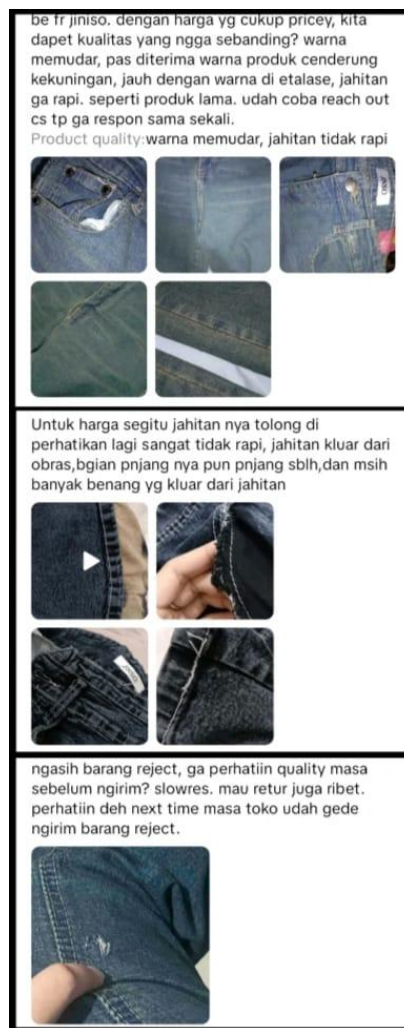 be fr jiniso. dengan harga yg cukup pricey, kita
dapet kualitas yang ngga sebanding? warna
memudar, pas diterima warna produk cenderung
kekuningan, jauh dengan warna di etalase, jahitan
ga rapi. seperti produk lama. udah coba reach out
cs tp ga respon sama sekali.
Product quality:warna memudar, jahitan tidak rapi
Untuk harga segitu jahitan nya tolong di
perhatikan lagi sangat tidak rapi, jahitan kluar dari
obras,bgian pnjang nya pun pnjang sblh,dan msih
banyak benang yg kluar dari jahitan
ngasih barang reject, ga perhatiin quality masa
sebelum ngirim? slowres. mau retur juga ribet.
perhatiin deh next time masa toko udah gede
ngirim barang reject.